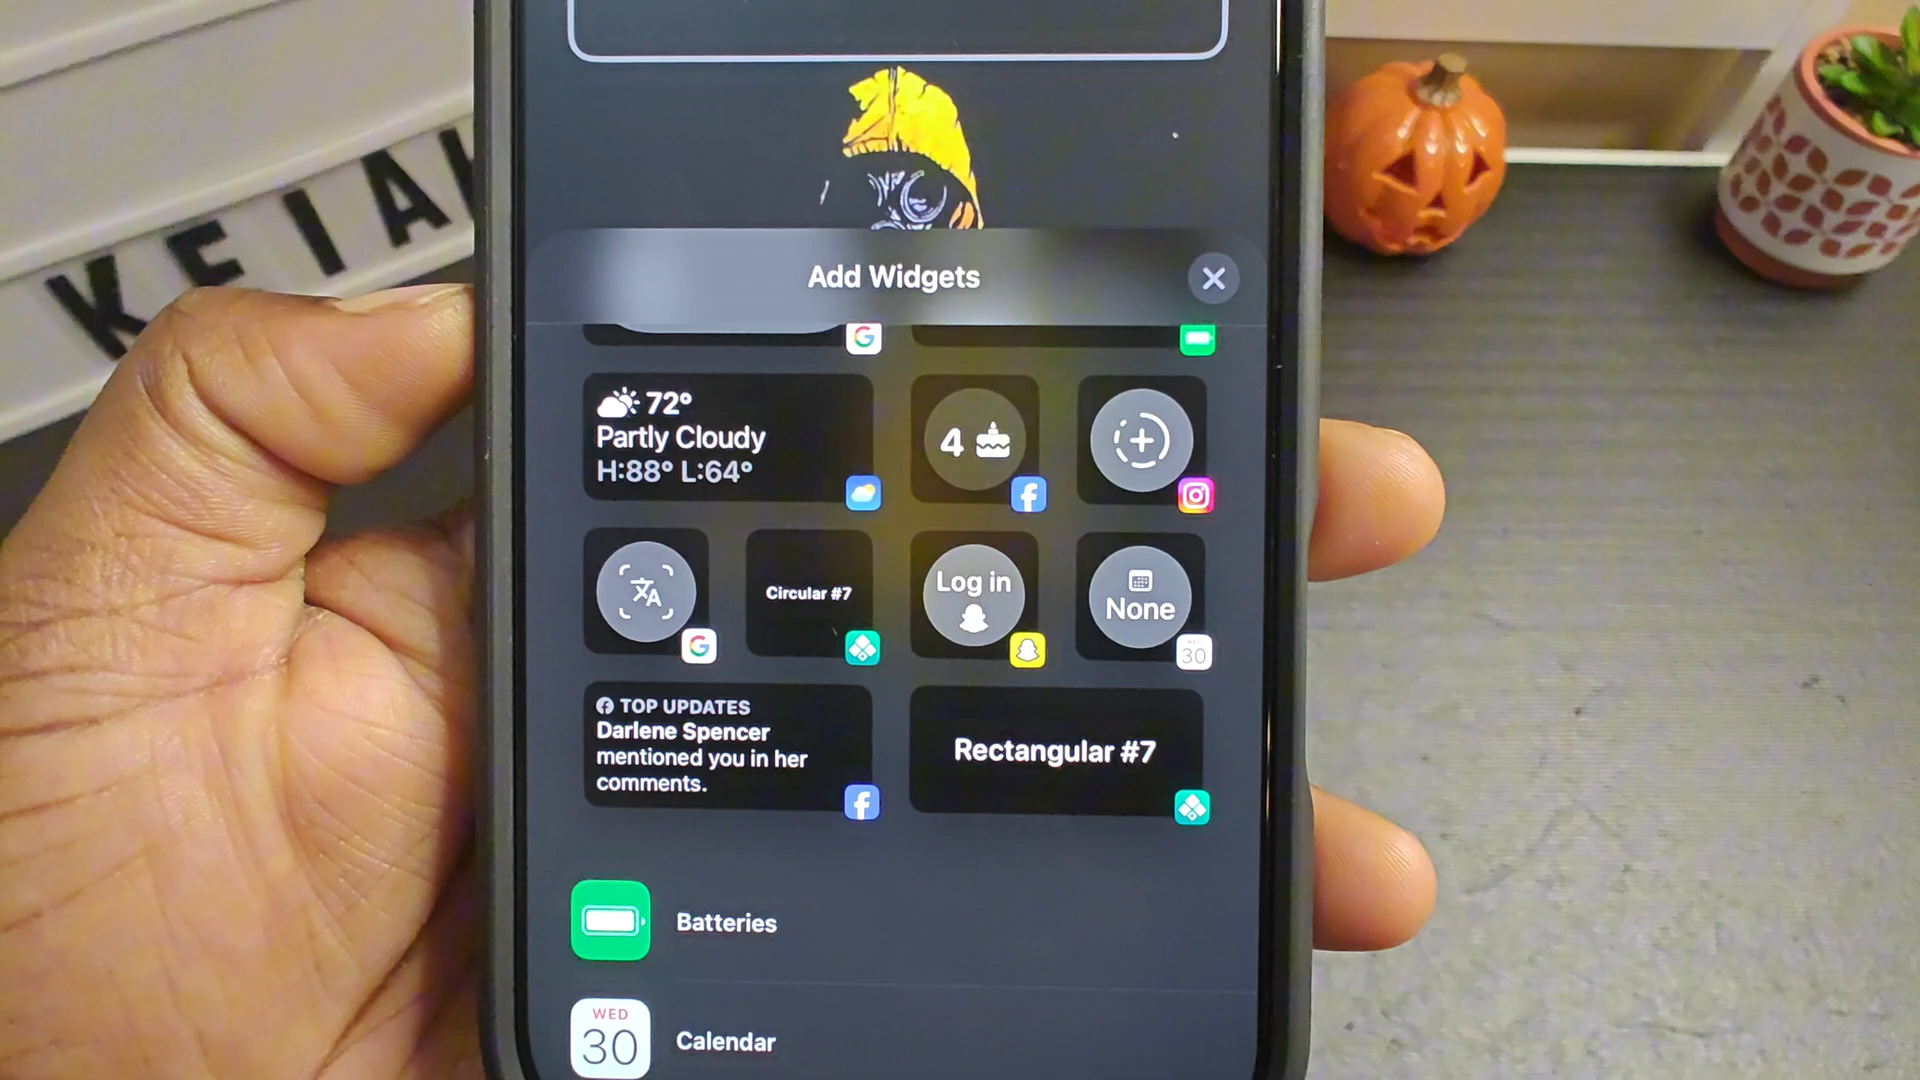 KEIA
Add Widgets
G
72°
Partly Cloudy
H:88° L:64°
4
f
G
Circular #7
Log in
None
30
TOP UPDATES
Darlene Spencer
mentioned you in her
comments.
f
Rectangular #7
Batteries
WED
30
Calendar